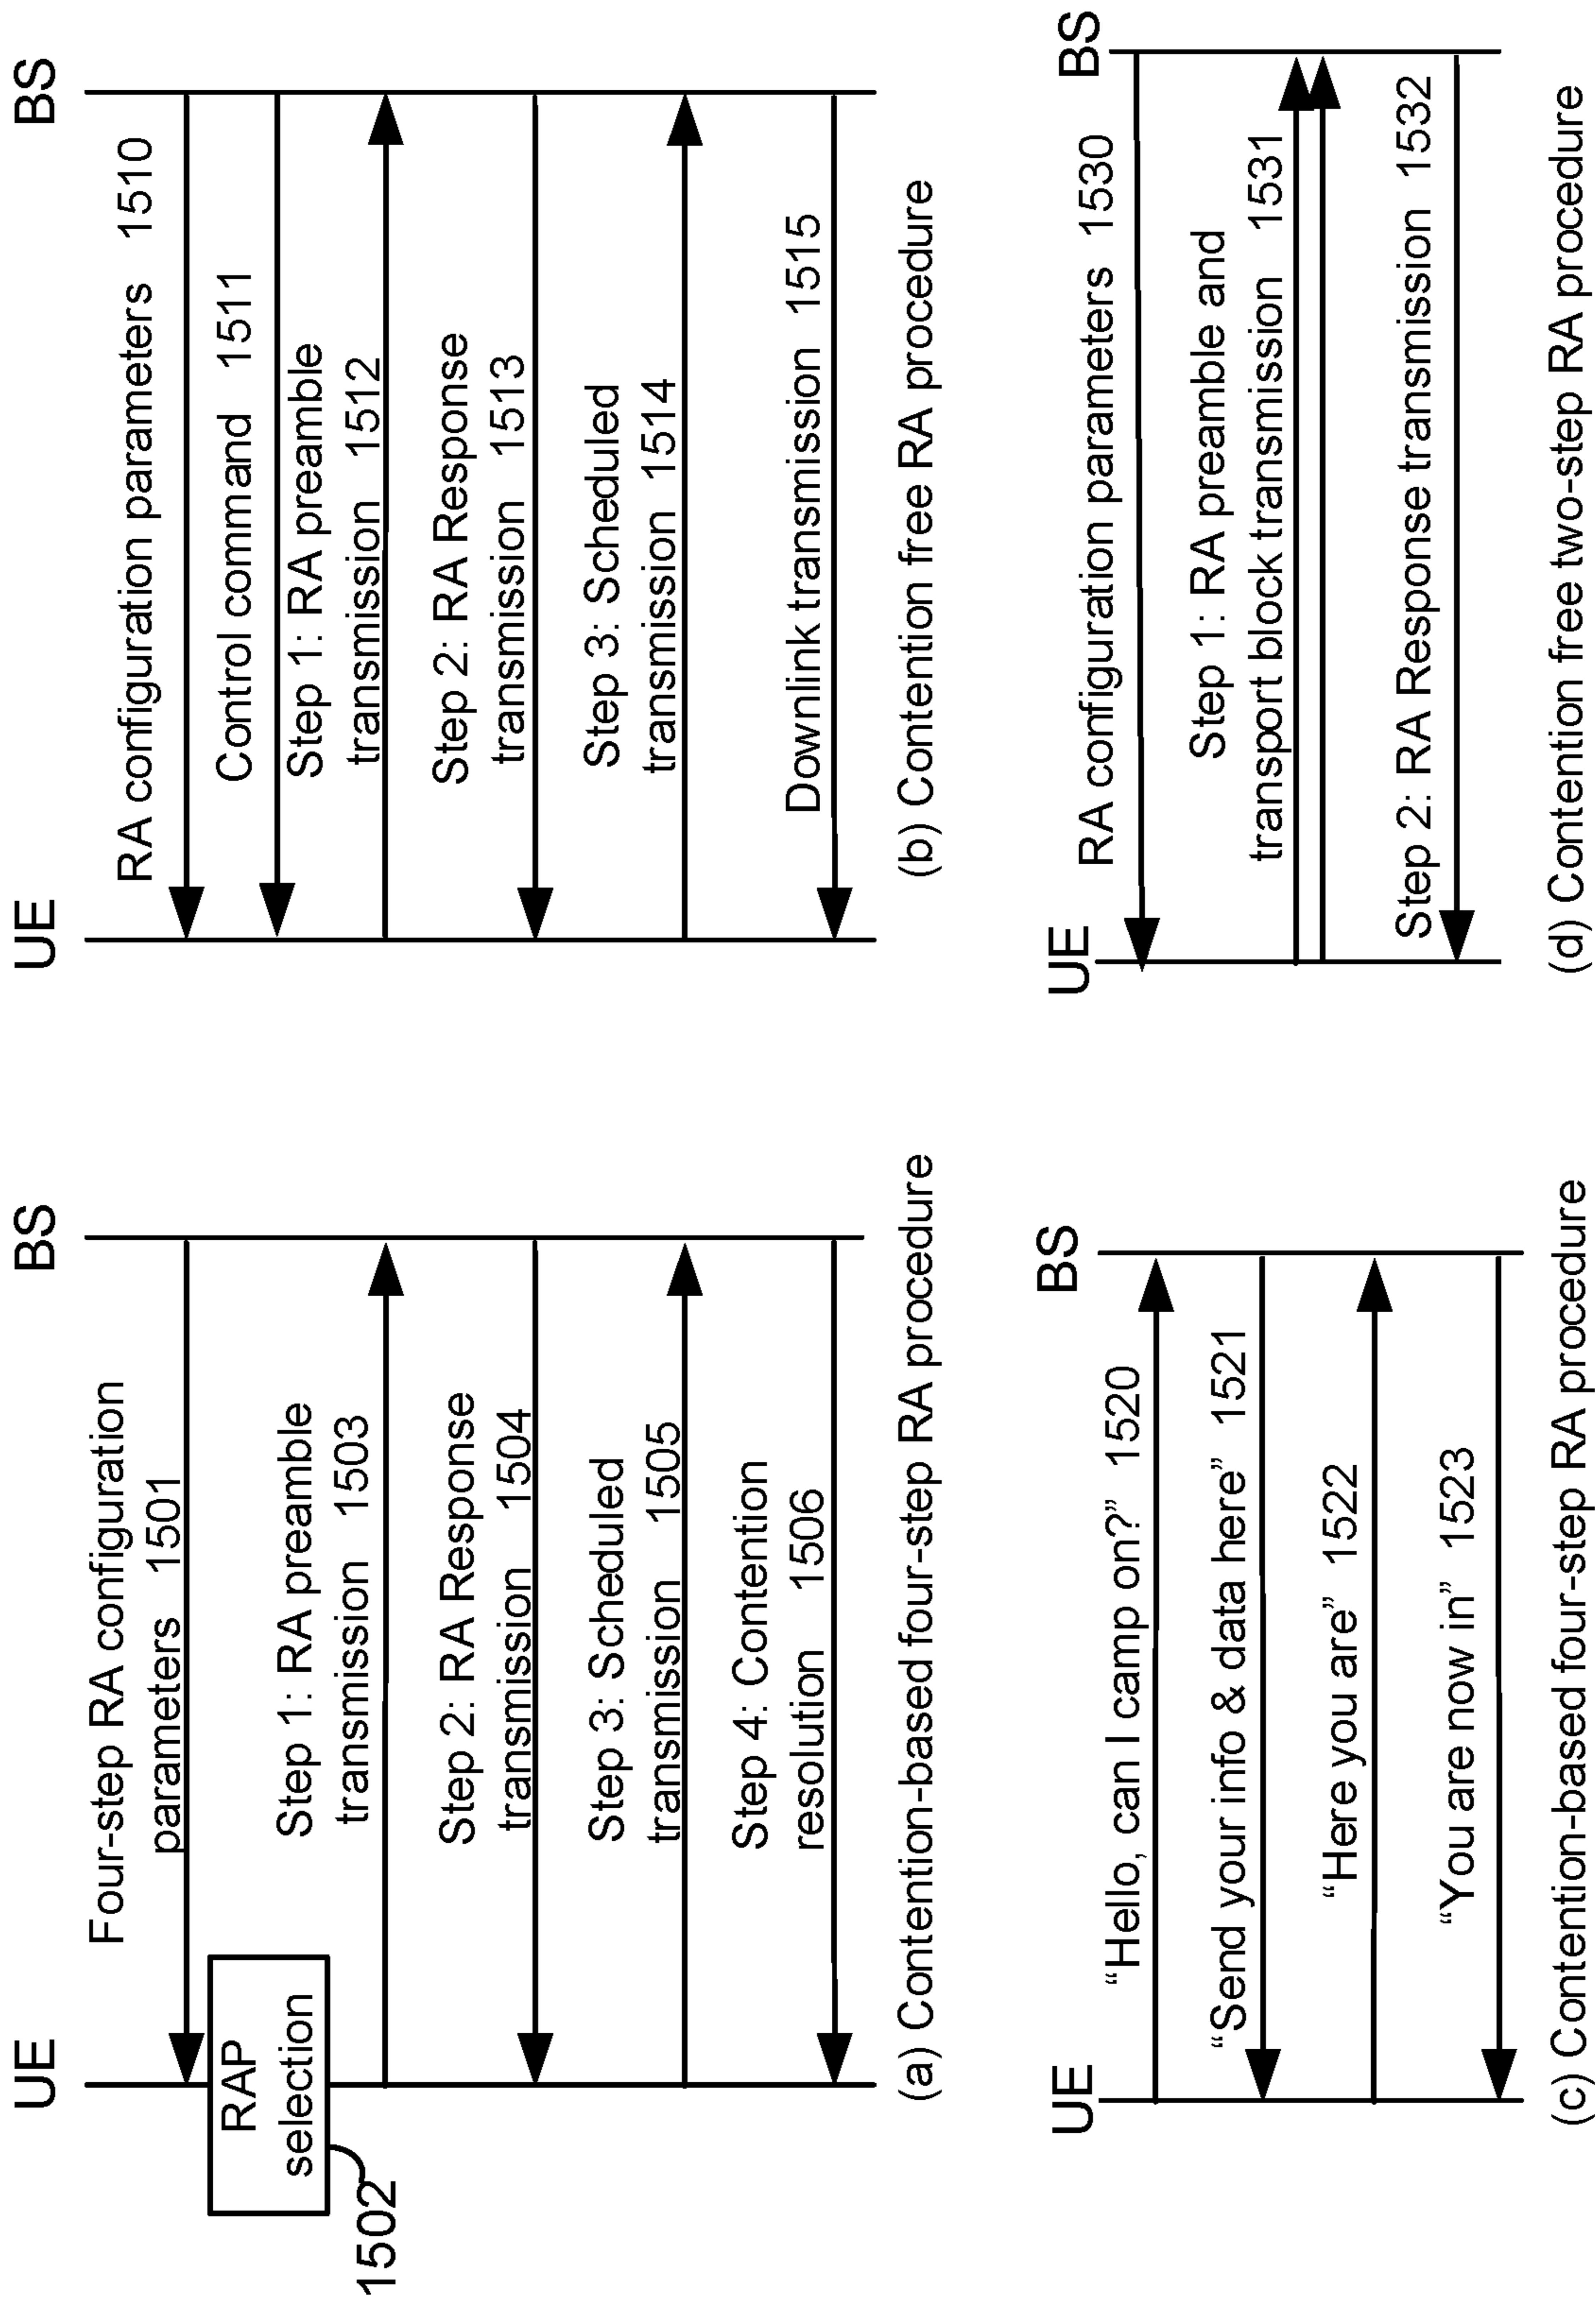 UE
BS
Four-step RA configuration
parameters 1501
RAP
selection
1502
Step 1: RA preamble
transmission 1503
Step 2: RA Response
transmission 1504
Step 3: Scheduled
transmission 1505
Step 4: Contention
resolution 1506
(a) Contention-based four-step RA procedure
UE
BS
RA configuration parameters 1510
Control command 1511
Step 1: RA preamble
transmission 1512
Step 2: RA Response
transmission 1513
Step 3: Scheduled
transmission 1514
Downlink transmission 1515
(b) Contention free RA procedure
UE
BS
“Hello, can I camp on?” 1520
“Send your info & data here” 1521
“Here you are” 1522
“You are now in” 1523
(c) Contention-based four-step RA procedure
UE
BS
RA configuration parameters 1530
Step 1: RA preamble and
transport block transmission 1531
Step 2: RA Response transmission 1532
(d) Contention free two-step RA procedure